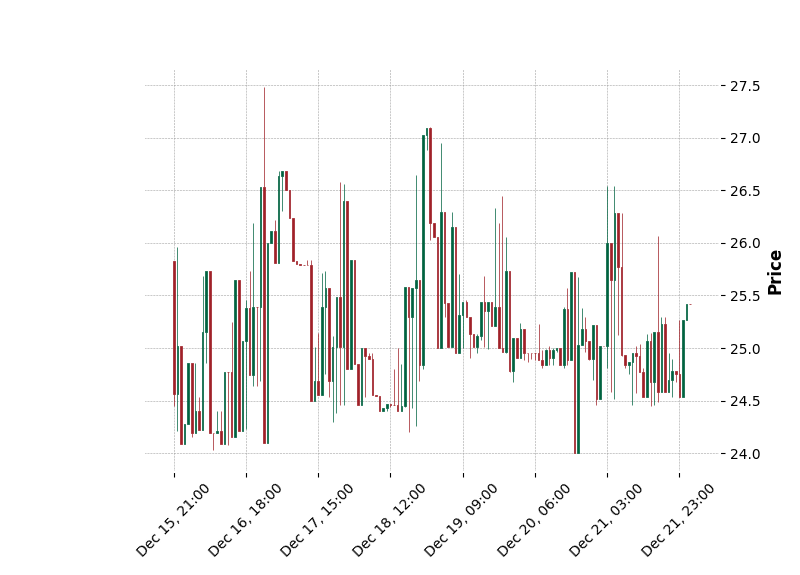 27.5
27.0
26.5
26.0
25.5
25.0
24.5
24.0
Price
Dec 15, 21:00
Dec 16, 18:00
Dec 17, 15:00
Dec 18, 12:00
Dec 19, 09:00
Dec 20, 06:00
Dec 21, 03:00
Dec 21, 23:00